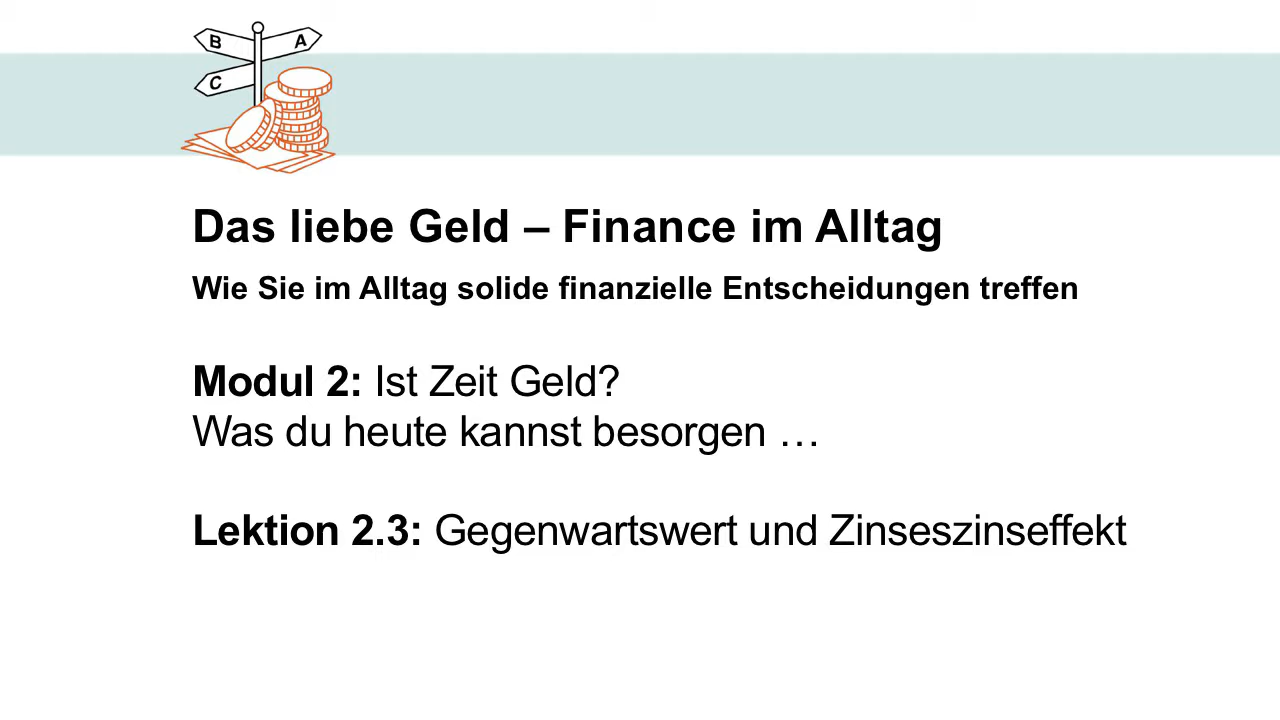 B
A
C
Das liebe Geld – Finance im Alltag
Wie Sie im Alltag solide finanzielle Entscheidungen treffen
Modul 2: Ist Zeit Geld?
Was du heute kannst besorgen …
Lektion 2.3: Gegenwartswert und Zinseszinseffekt